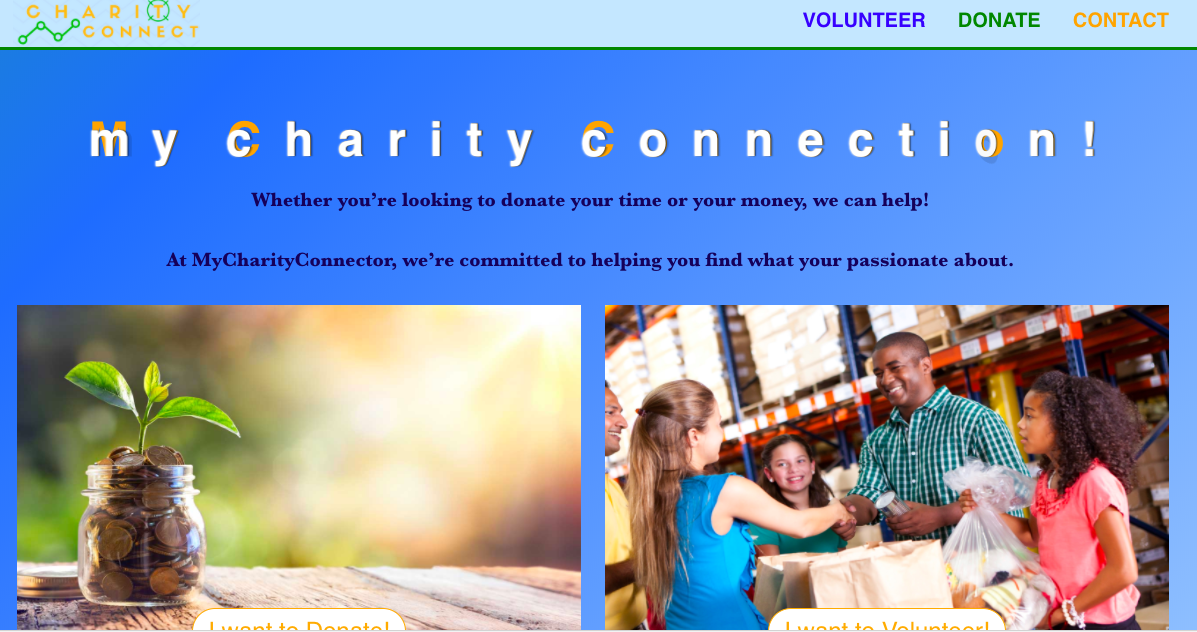 CHARITY
CONNECT
VOLUNTEER DONATE CONTACT
my charity connection!
Whether you’re looking to donate your time or your money, we can help!
At MyCharityConnector, we’re committed to helping you find what your passionate about.
I want to Donate! I want to Volunteer!